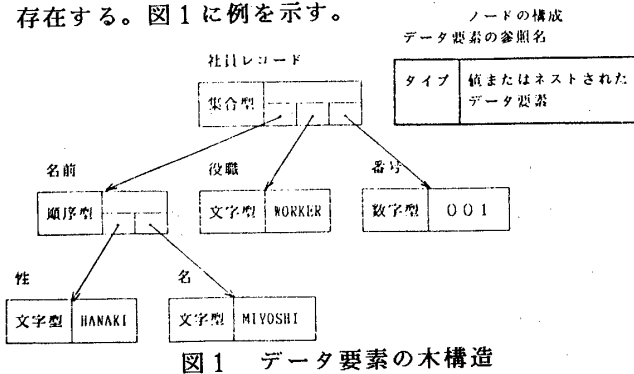 存在する。図1に例を示す。
ノードの構成
データ要素の参照名
タイプ 値またはネストされた
データ要素
社員レコード
集合型
名前 役職 番号
順序型 文字型 WORKER 数字型 001
性 名
文字型 HANAKI 文字型 MIYOSHI
図1 データ要素の木構造